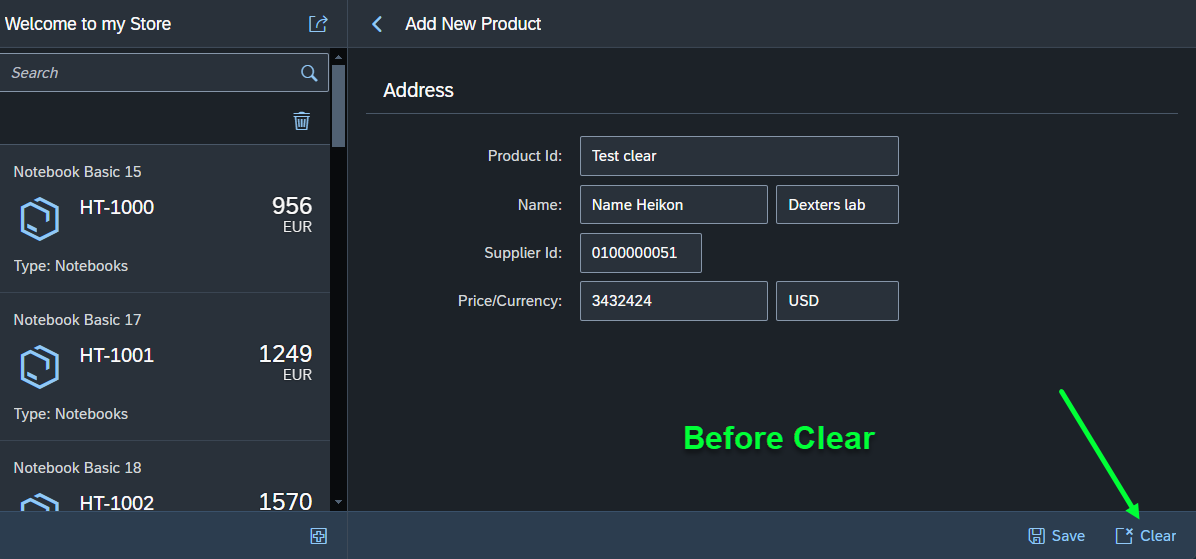 Welcome to my Store
Search
Notebook Basic 15
HT-1000
956
EUR
Type: Notebooks
Notebook Basic 17
HT-1001
1249
EUR
Type: Notebooks
Notebook Basic 18
HT-1002
1570
Add New Product
Address
Product Id: Test clear
Name: Name Heikon Dexters lab
Supplier Id: 0100000051
Price/Currency: 3432424 USD
Before Clear
Save Clear